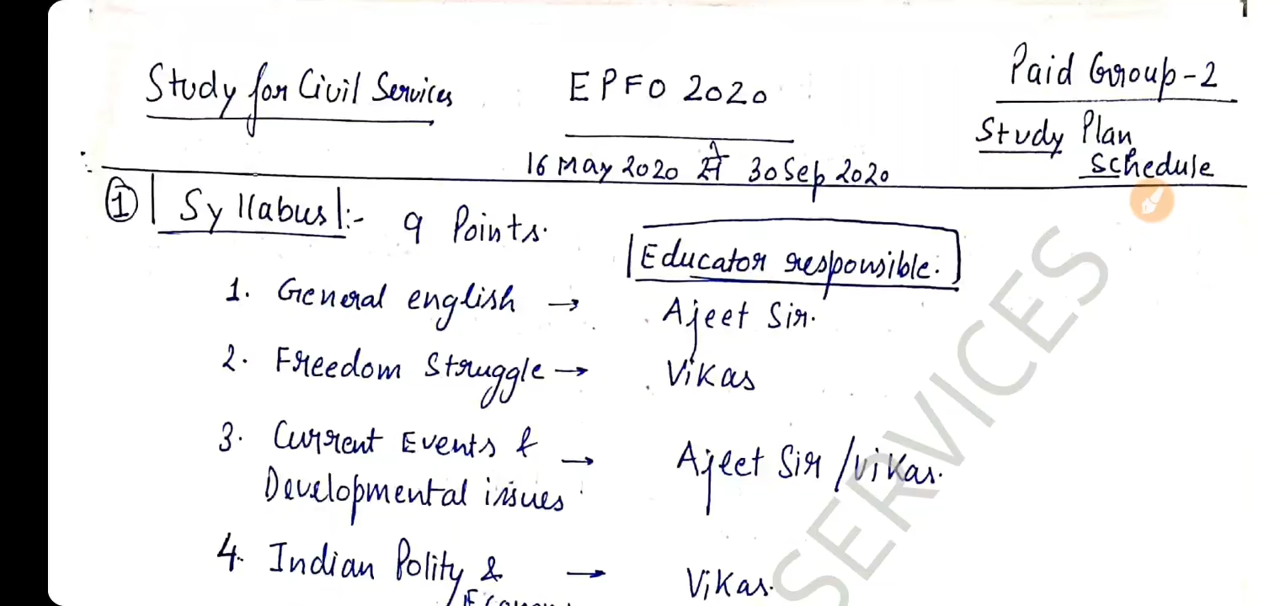 1
Study for Civil Services
EPFO 2020
Paid Group-2
Study Plan
Schedule
16 May 2020 से 30 Sep 2020
① Syllabus:- 9 Points.
Educator responsible.
1. General english → Ajeet Sir.
2. Freedom Struggle → Vikas
3. Current Events &
Developmental issues → Ajeet Sir/Vikas.
4. Indian Polity & → Vikas.
SERVICES